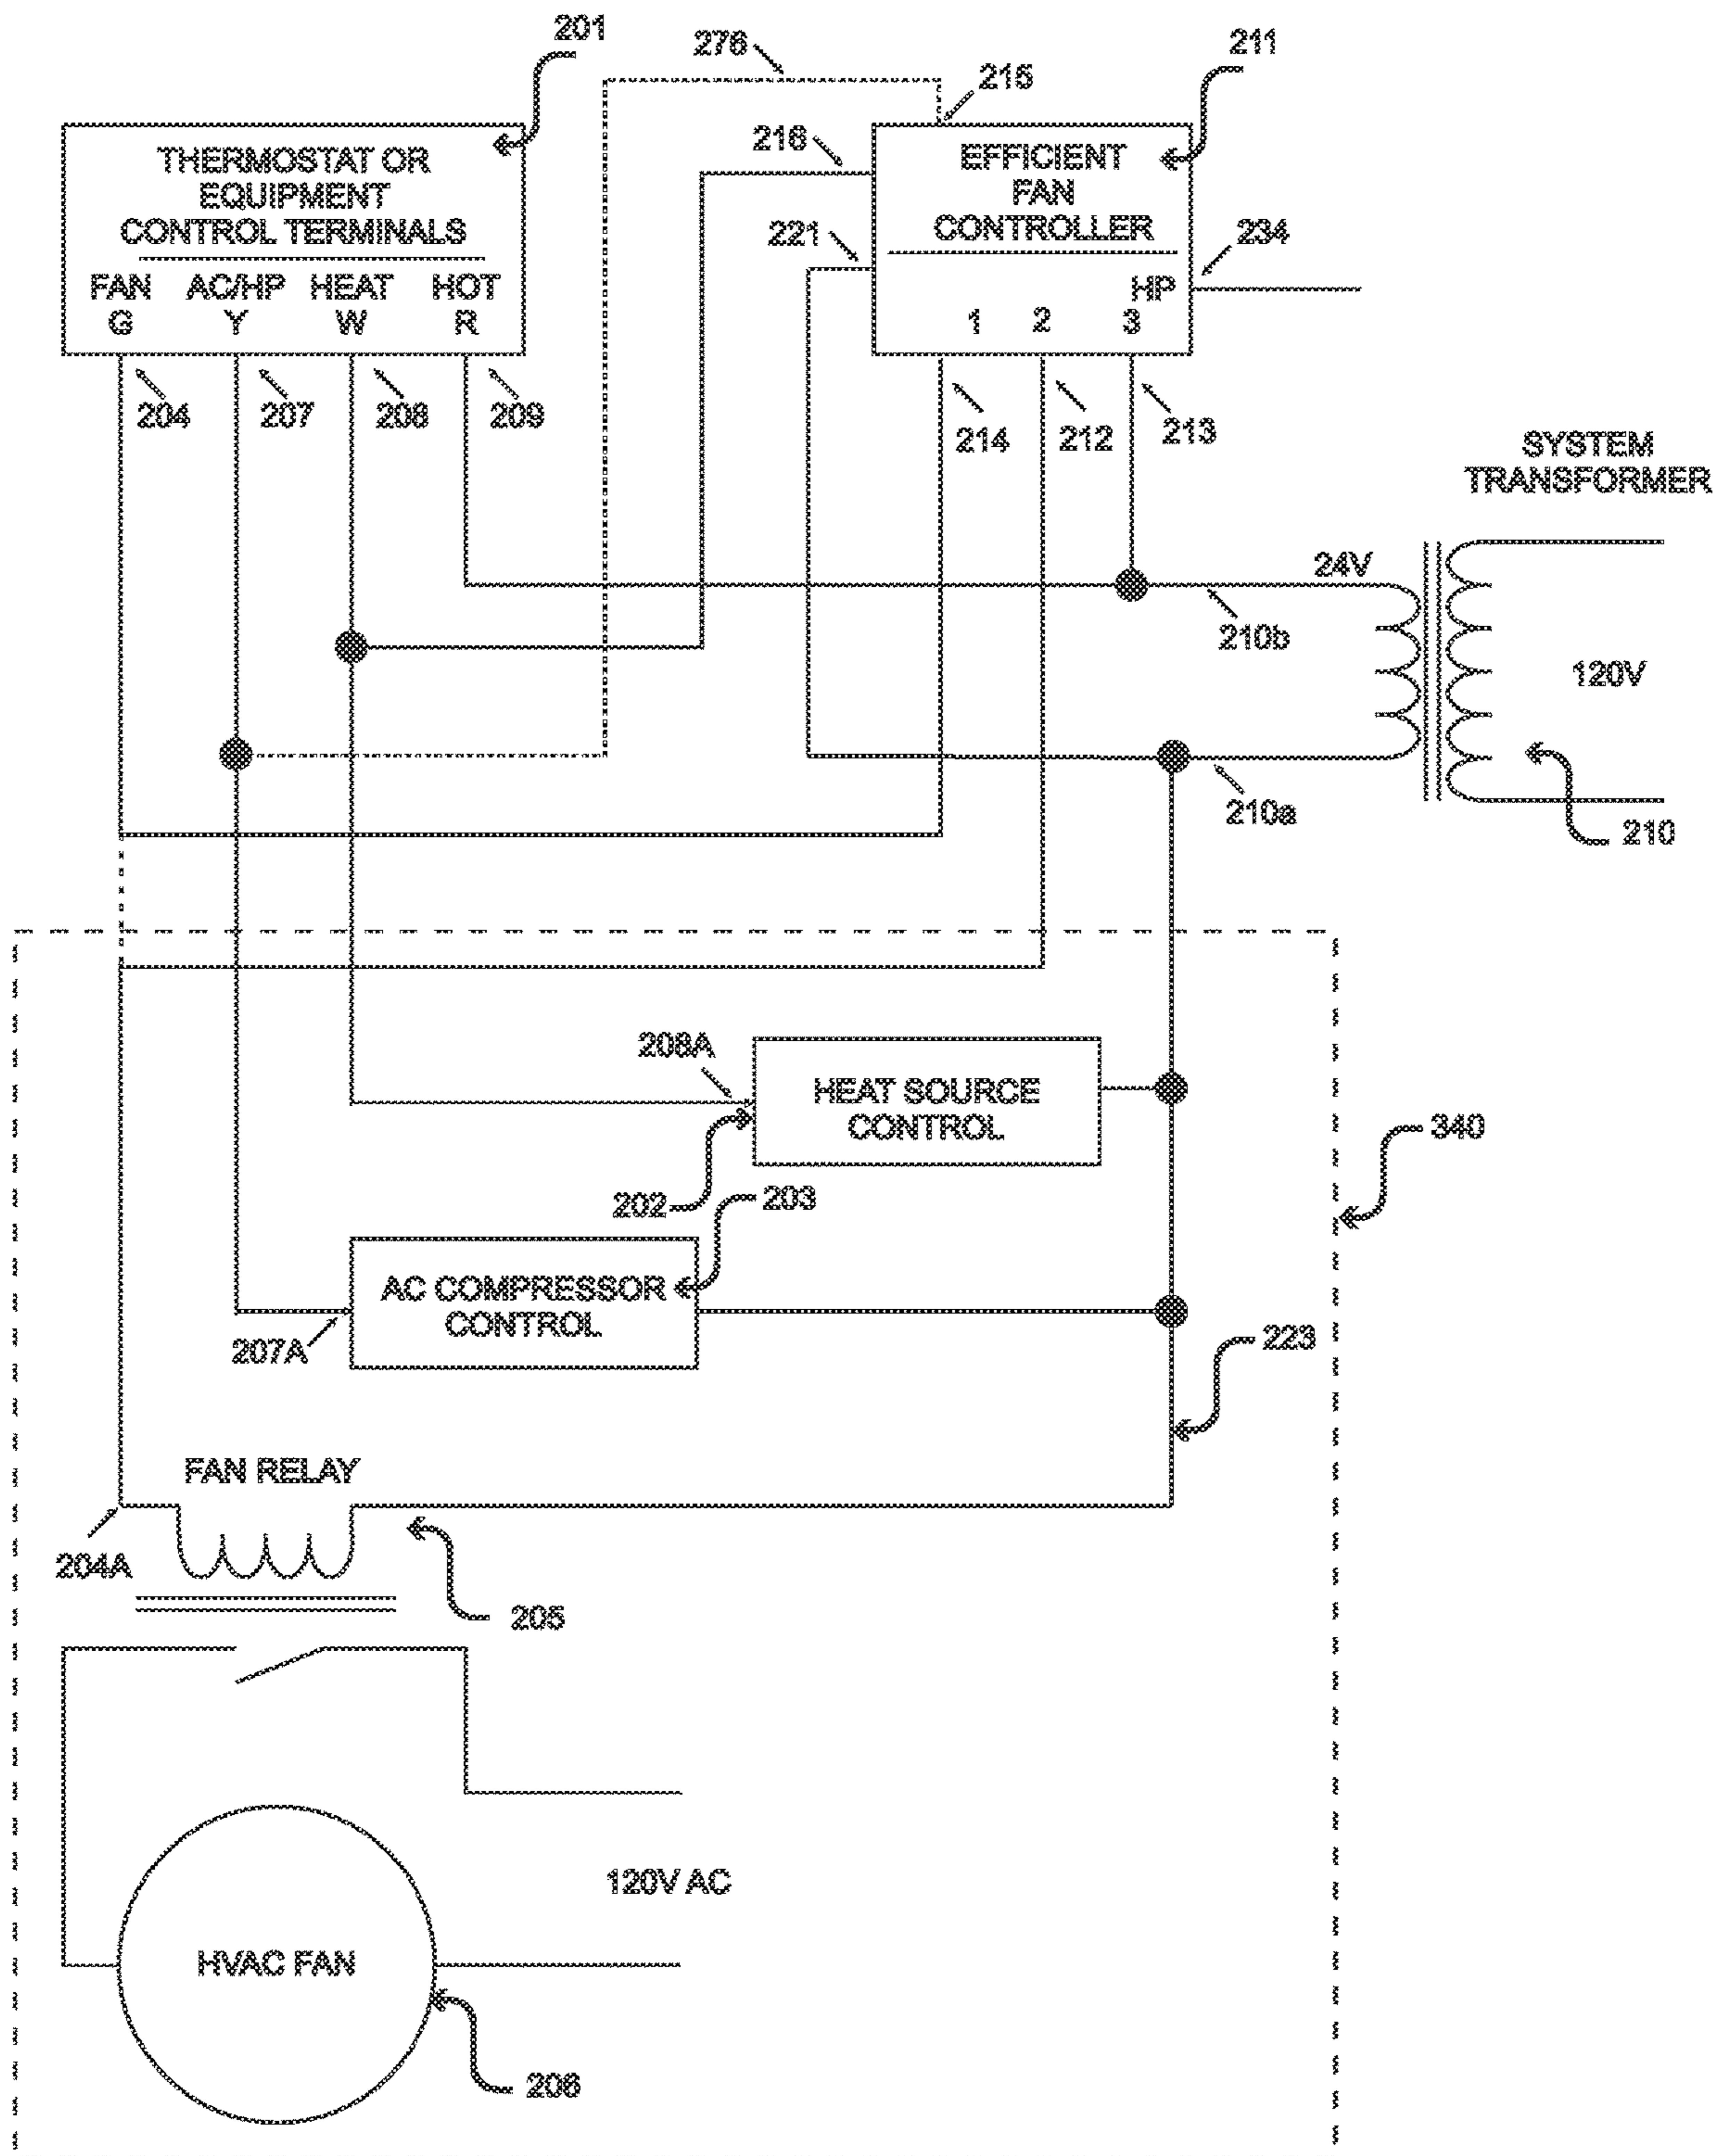 201
276
215
211
THERMOSTAT OR
EQUIPMENT
CONTROL TERMINALS
FAN AC/HP HEAT HOT
G Y W R
216
221
EFFICIENT
FAN
CONTROLLER
HP
1 2 3
234
204
207
208
209
214
212
213
SYSTEM
TRANSFORMER
24V
210b
120V
210a
210
208A
HEAT SOURCE
CONTROL
340
202
203
AC COMPRESSOR
CONTROL
207A
223
FAN RELAY
204A
205
120V AC
HVAC FAN
206